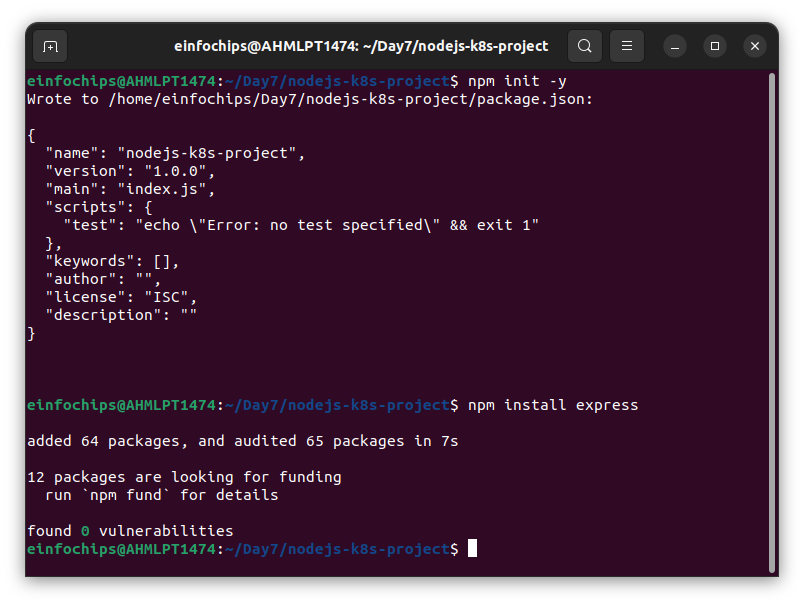 einfochips@AHMLPT1474: ~/Day7/nodejs-k8s-project
einfochips@AHMLPT1474:~/Day7/nodejs-k8s-project$ npm init -y
Wrote to /home/einfochips/Day7/nodejs-k8s-project/package.json:
{
  "name": "nodejs-k8s-project",
  "version": "1.0.0",
  "main": "index.js",
  "scripts": {
    "test": "echo \"Error: no test specified\" && exit 1"
  },
  "keywords": [],
  "author": "",
  "license": "ISC",
  "description": ""
}
einfochips@AHMLPT1474:~/Day7/nodejs-k8s-project$ npm install express
added 64 packages, and audited 65 packages in 7s
12 packages are looking for funding
  run `npm fund` for details
found 0 vulnerabilities
einfochips@AHMLPT1474:~/Day7/nodejs-k8s-project$